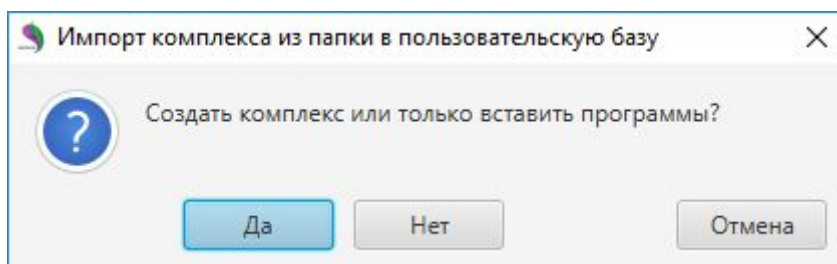 Импорт комплекса из папки в пользовательскую базу
Создать комплекс или только вставить программы?
Да Нет Отмена